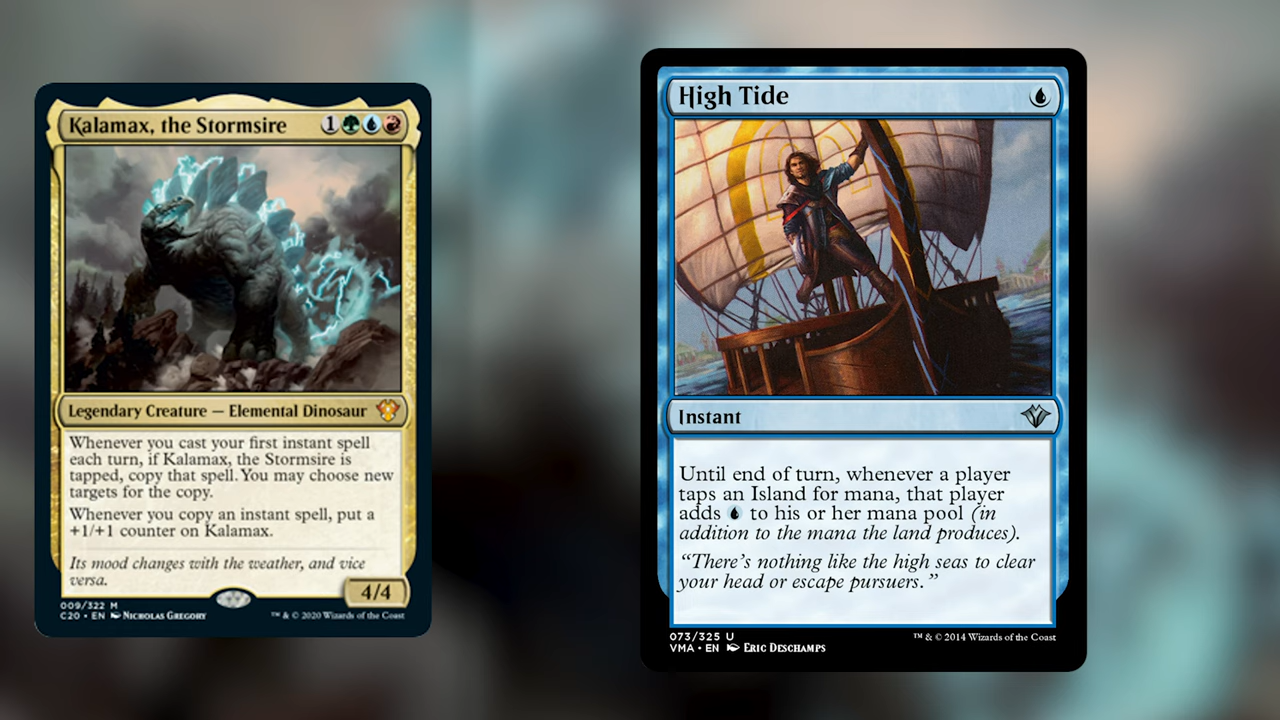 Kalamax, the Stormsire 1
Legendary Creature — Elemental Dinosaur
Whenever you cast your first instant spell
each turn, if Kalamax, the Stormsire is
tapped, copy that spell. You may choose new
targets for the copy.
Whenever you copy an instant spell, put a
+1/+1 counter on Kalamax.
Its mood changes with the weather, and vice
versa.
4/4
009/322 M
C20 • EN Nicholas Gregory
™ & © 2020 Wizards of the Coast
High Tide
Instant
Until end of turn, whenever a player
taps an Island for mana, that player
adds to his or her mana pool (in
addition to the mana the land produces).
“There’s nothing like the high seas to clear
your head or escape pursuers.”
073/325 U
VMA • EN Eric Deschamps
™ & © 2014 Wizards of the Coast